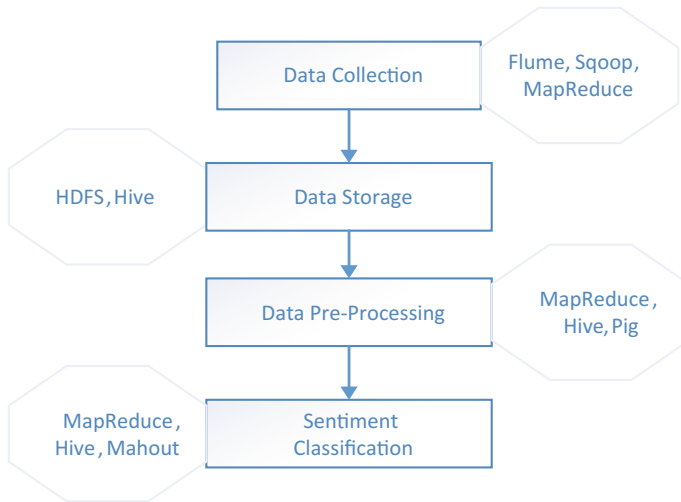 Data Collection
Flume, Sqoop,
MapReduce
HDFS, Hive
Data Storage
Data Pre-Processing
MapReduce,
Hive, Pig
MapReduce,
Hive, Mahout
Sentiment
Classification